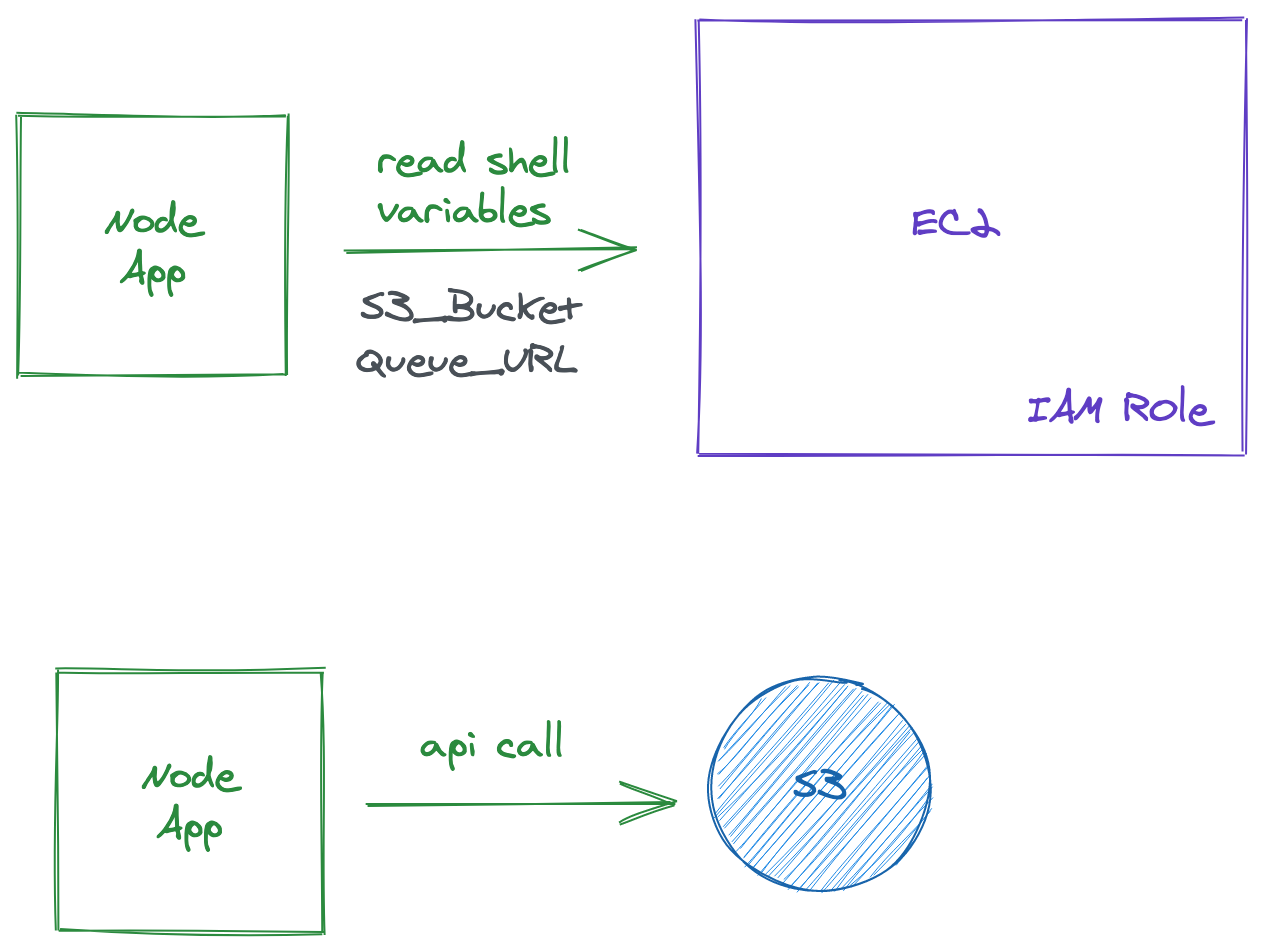 Node
App
read shell
variables
S3_Bucket
Queue_URL
EC2
IAM Role
Node
App
api call
S3